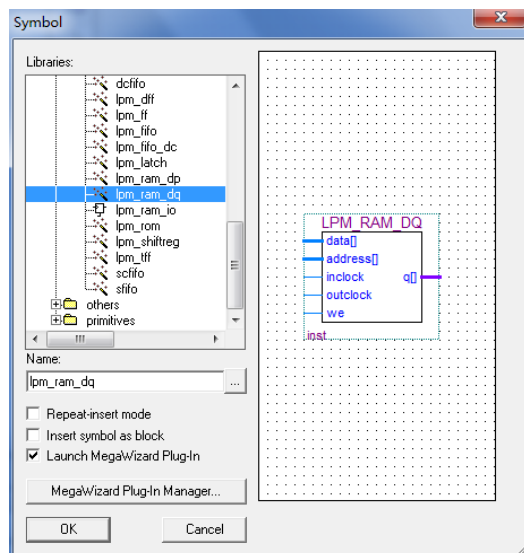 Symbol
Libraries:
dcfifo
lpm_dff
lpm_ff
lpm_fifo
lpm_fifo_dc
lpm_latch
lpm_ram_dp
lpm_ram_dq
lpm_ram_io
lpm_rom
lpm_shiftreg
lpm_tff
scfifo
sfifo
others
primitives
Name:
lpm_ram_dq
...
Repeat-insert mode
Insert symbol as block
Launch MegaWizard Plug-In
MegaWizard Plug-In Manager...
OK Cancel
LPM_RAM_DQ
data[]
address[]
inclock q[]
outclock
we
inst